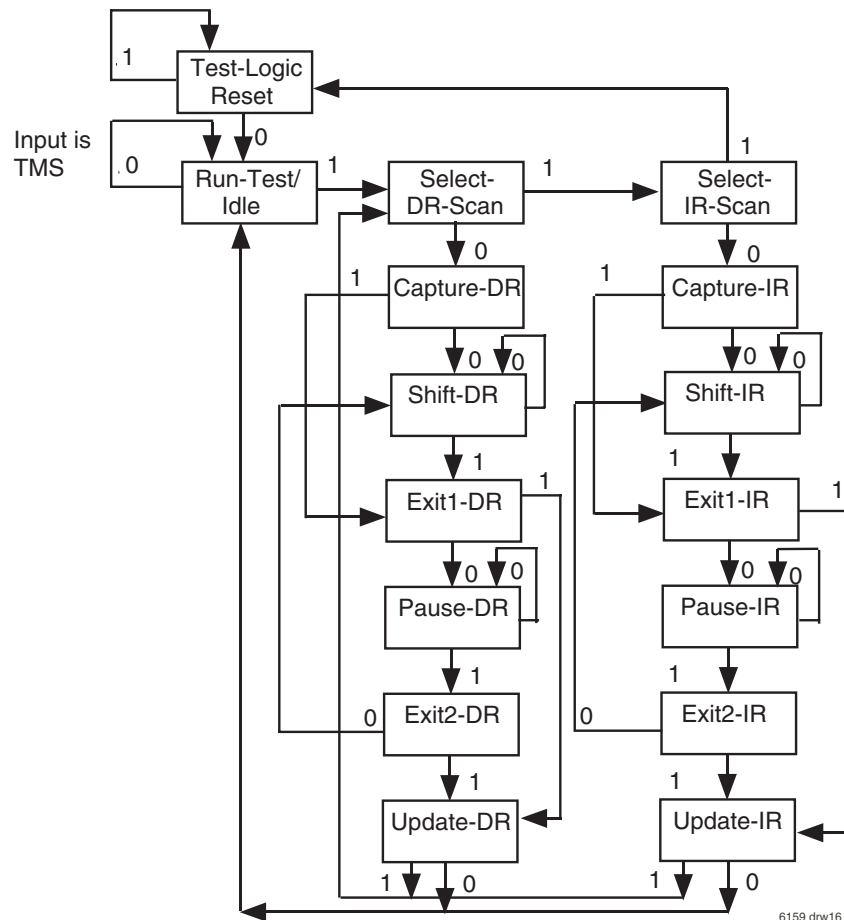 .1
Test-Logic
Reset
0
Input is
TMS
.0
Run-Test/
Idle
1
Select-
DR-Scan
1
1
Select-
IR-Scan
0
0
1
Capture-DR
1
Capture-IR
0
0
0
0
Shift-DR
Shift-IR
1
1
Exit1-DR
1
Exit1-IR
1
0
0
0
0
Pause-DR
Pause-IR
1
1
0
Exit2-DR
0
Exit2-IR
1
1
Update-DR
Update-IR
1
0
1
0
6159 drw16